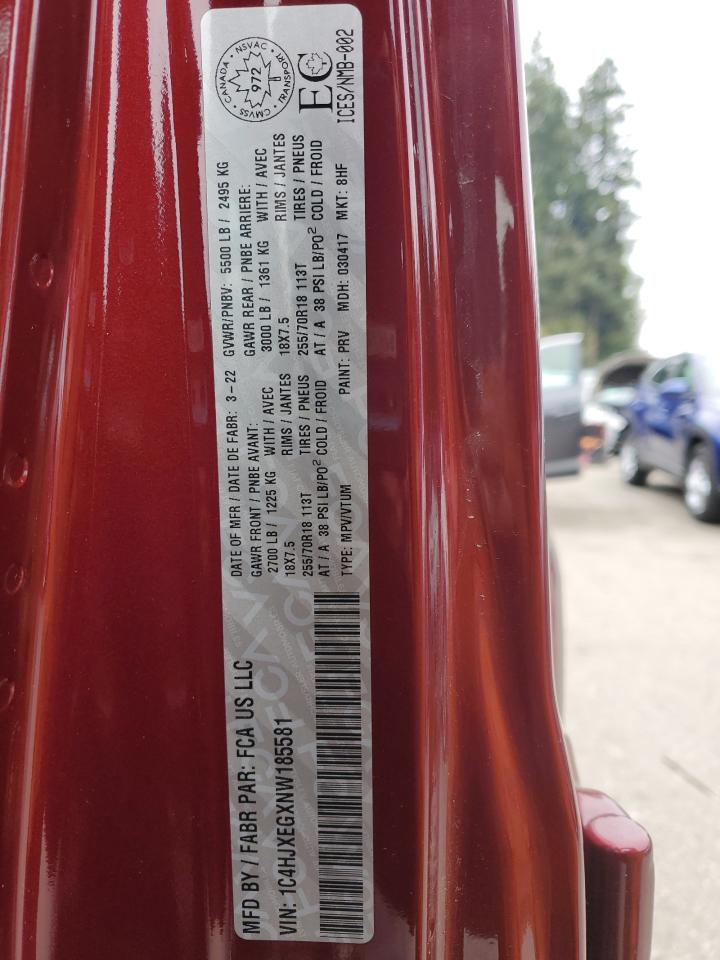 MFD BY / FABR PAR: FCA US LLC
DATE OF MFR / DATE DE FABR: 3-22 GVWR/PNBV: 5500 LB / 2495 KG
GAWR FRONT / PNBE AVANT: GAWR REAR / PNBE ARRIERE:
2700 LB / 1225 KG WITH / AVEC 3000 LB / 1361 KG WITH / AVEC
18X7.5 RIMS / JANTES 18X7.5 RIMS / JANTES
255/70R18 113T TIRES / PNEUS 255/70R18 113T TIRES / PNEUS
AT / A 38 PSI LB/PO² COLD / FROID AT / A 38 PSI LB/PO² COLD / FROID
VIN: 1C4HJXEGXNW185581
TYPE: MPV/VTUM PAINT: PRV MDH: 030417 MKT: 8HF
CANADA · NSVAC · TRANSPORT · CMVSS
972
EC
ICES/NMB-002